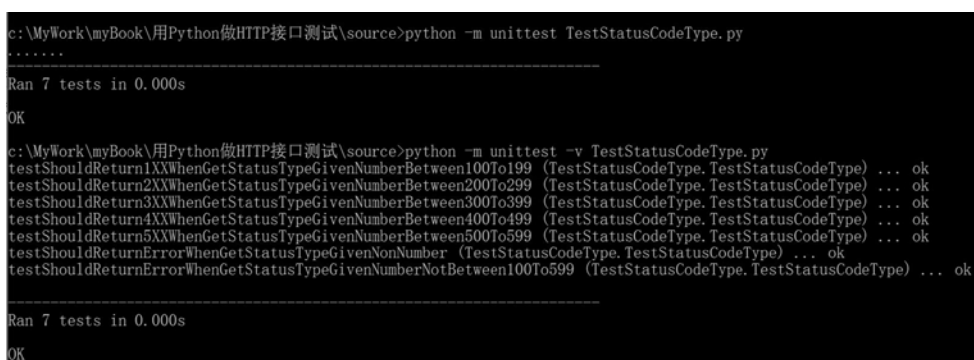 c:\MyWork\myBook\用Python做HTTP接口测试\source>python -m unittest TestStatusCodeType.py
.......
----------------------------------------------------------------------
Ran 7 tests in 0.000s
OK
c:\MyWork\myBook\用Python做HTTP接口测试\source>python -m unittest -v TestStatusCodeType.py
testShouldReturn1XXWhenGetStatusTypeGivenNumberBetween100To199 (TestStatusCodeType.TestStatusCodeType) ... ok
testShouldReturn2XXWhenGetStatusTypeGivenNumberBetween200To299 (TestStatusCodeType.TestStatusCodeType) ... ok
testShouldReturn3XXWhenGetStatusTypeGivenNumberBetween300To399 (TestStatusCodeType.TestStatusCodeType) ... ok
testShouldReturn4XXWhenGetStatusTypeGivenNumberBetween400To499 (TestStatusCodeType.TestStatusCodeType) ... ok
testShouldReturn5XXWhenGetStatusTypeGivenNumberBetween500To599 (TestStatusCodeType.TestStatusCodeType) ... ok
testShouldReturnErrorWhenGetStatusTypeGivenNonNumber (TestStatusCodeType.TestStatusCodeType) ... ok
testShouldReturnErrorWhenGetStatusTypeGivenNumberNotBetween100To599 (TestStatusCodeType.TestStatusCodeType) ... ok
----------------------------------------------------------------------
Ran 7 tests in 0.000s
OK